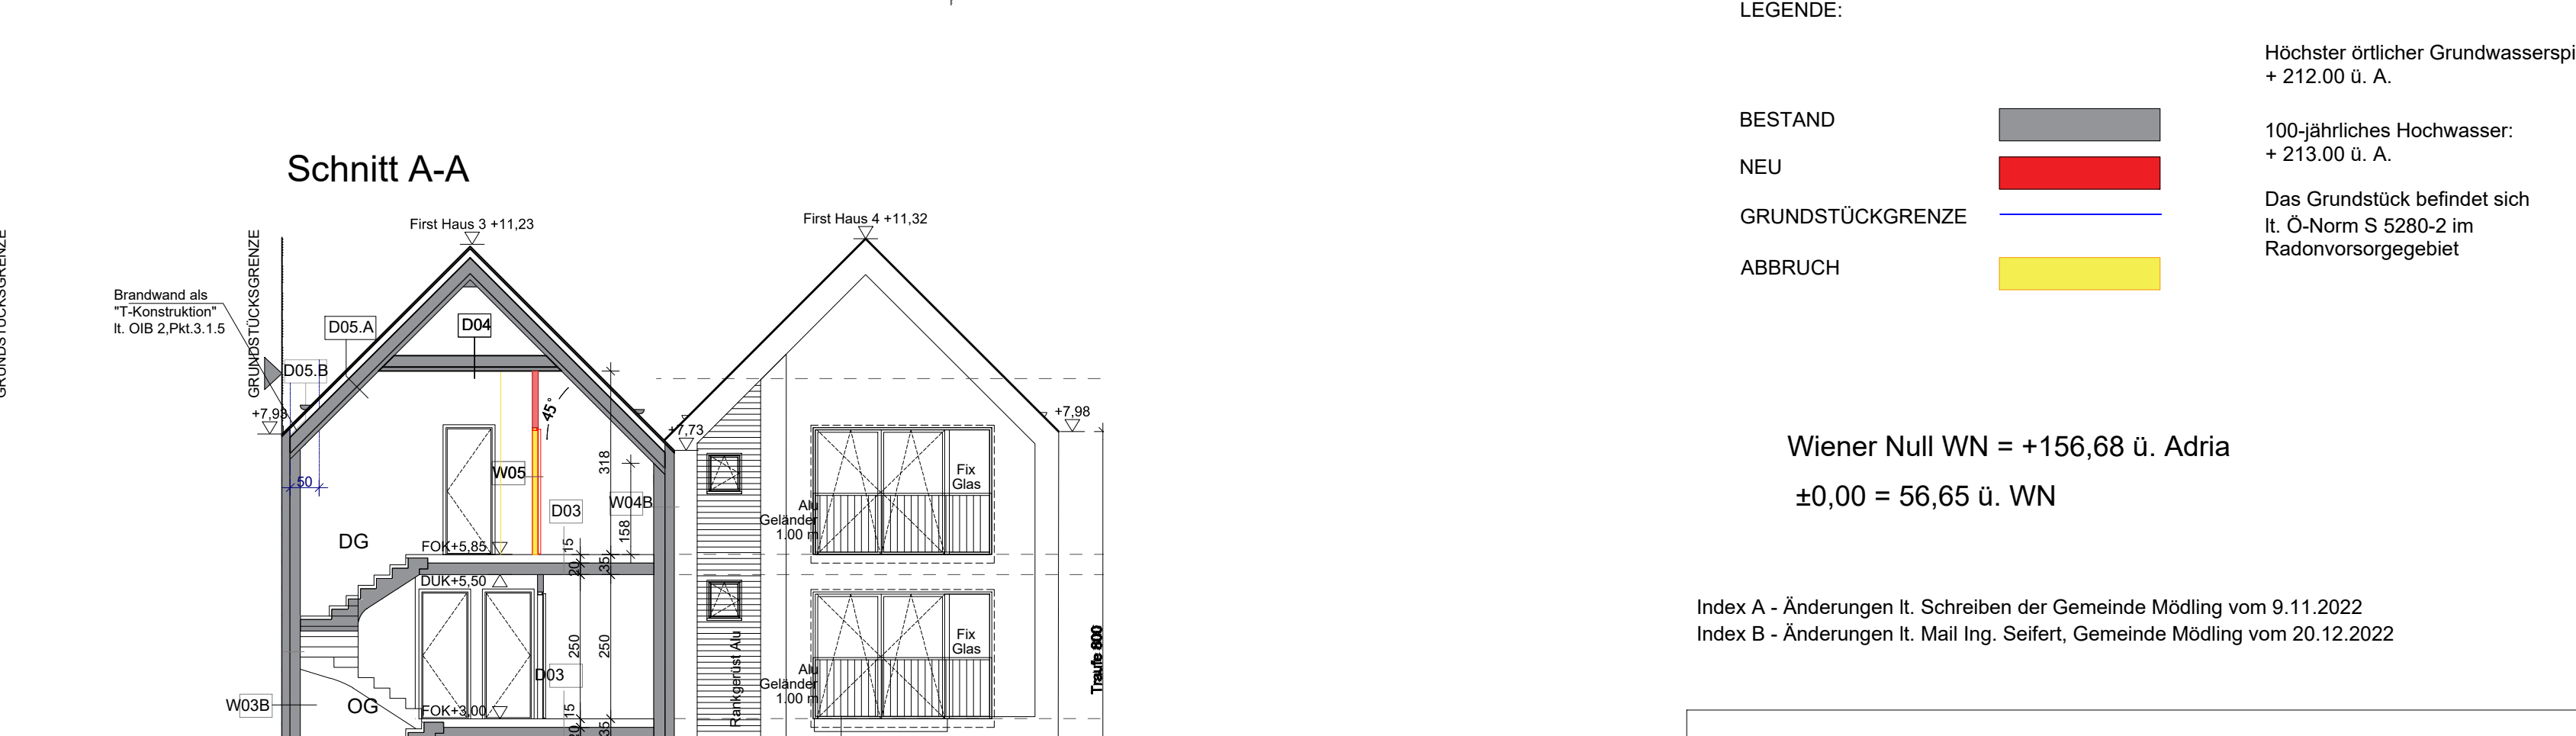 LEGENDE:
Höchster örtlicher Grundwasserspi
+ 212.00 ü. A.
BESTAND
100-jährliches Hochwasser:
+ 213.00 ü. A.
NEU
GRUNDSTÜCKGRENZE
Das Grundstück befindet sich
lt. Ö-Norm S 5280-2 im
Radonvorsorgegebiet
ABBRUCH
Schnitt A-A
First Haus 3 +11,23
First Haus 4 +11,32
GRUNDSTÜCKSGRENZE
GRUNDSTÜCKSGRENZE
Brandwand als
"T-Konstruktion"
lt. OIB 2,Pkt.3.1.5
D05.A
D04
D05.B
+7,93
45°
+7,73
+7,98
50
W05
318
W04B
D03
158
Fix
Glas
Alu
Geländer
1.00 m
DG
FOK+5,85
15
20
35
DUK+5,50
250
250
D03
Rankgerüst Alu
Fix
Glas
Alu
Geländer
1.00 m
Traufe 800
W03B
OG
FOK+3,00
15
35
Wiener Null WN = +156,68 ü. Adria
±0,00 = 56,65 ü. WN
Index A - Änderungen lt. Schreiben der Gemeinde Mödling vom 9.11.2022
Index B - Änderungen lt. Mail Ing. Seifert, Gemeinde Mödling vom 20.12.2022